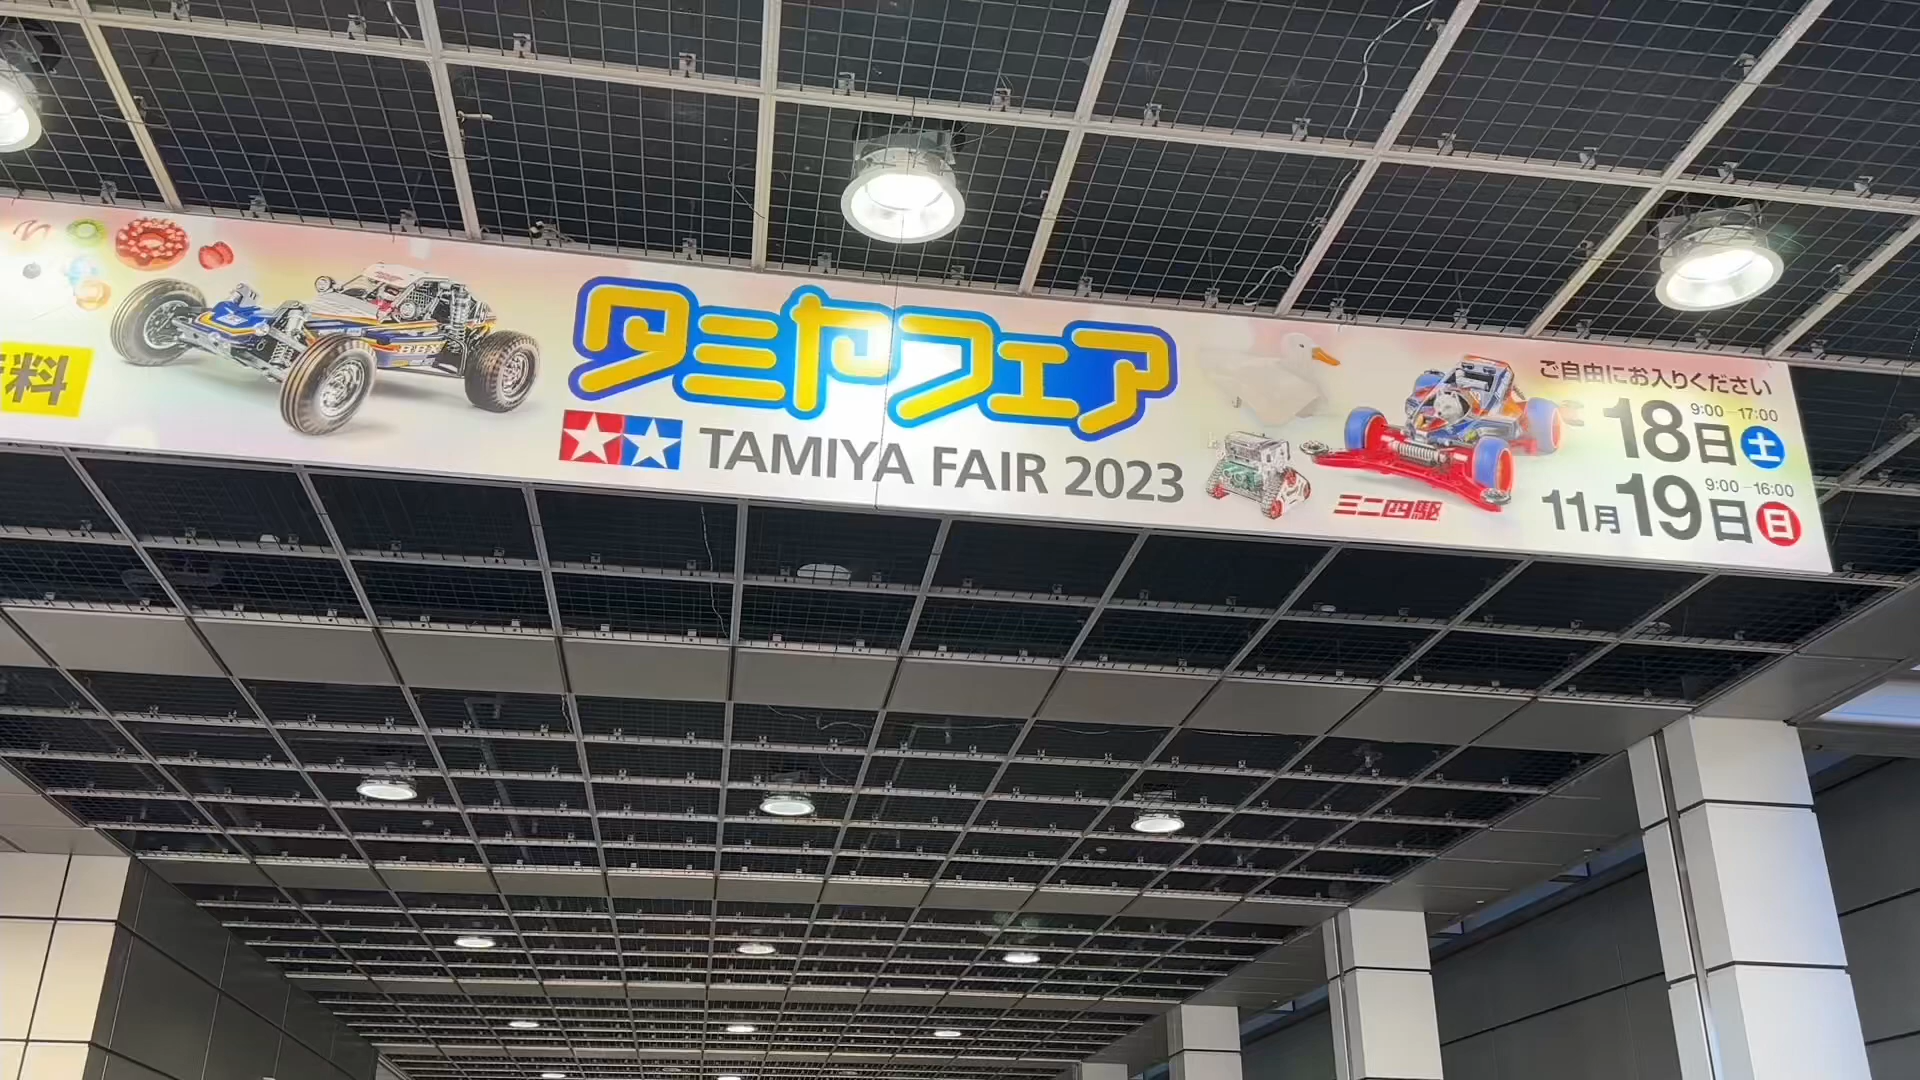 料
タミヤフェア
TAMIYA FAIR 2023
BBX
ミニ四駆
ご自由にお入りください
9:00 - 17:00
18日 土
9:00 - 16:00
11月 19日 日